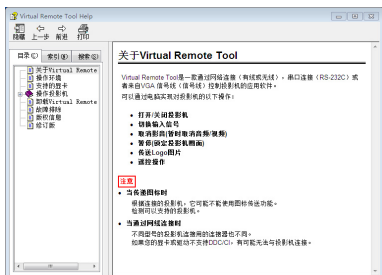 Virtual Remote Tool Help
隐藏 上一步 前进 打印
目录(C) 索引(N) 搜索(S)
关于Virtual Remote
操作环境
支持的显卡
操作投影机
卸载Virtual Remote
故障排除
版权信息
修订版
关于Virtual Remote Tool
Virtual Remote Tool是一款通过网络连接（有线或无线）、串口连接（RS-232C）或
者来自VGA 信号线（信号线）控制投影机的应用软件。
可以通过电脑实现对投影机的以下操作：
• 打开/关闭投影机
• 切换输入信号
• 取消影音(暂时取消音频/视频)
• 暂停(锁定投影机画面)
• 传送Logo图片
• 遥控操作
注意
• 当传递图标时
根据连接的投影机，它可能不能使用图标传送功能。
检测可以支持的投影机。
• 当通过网线连接时
不同型号的投影机连接用的连接器也不同。
如果您的显卡或驱动不支持DDC/CI，有可能无法与投影机连接。